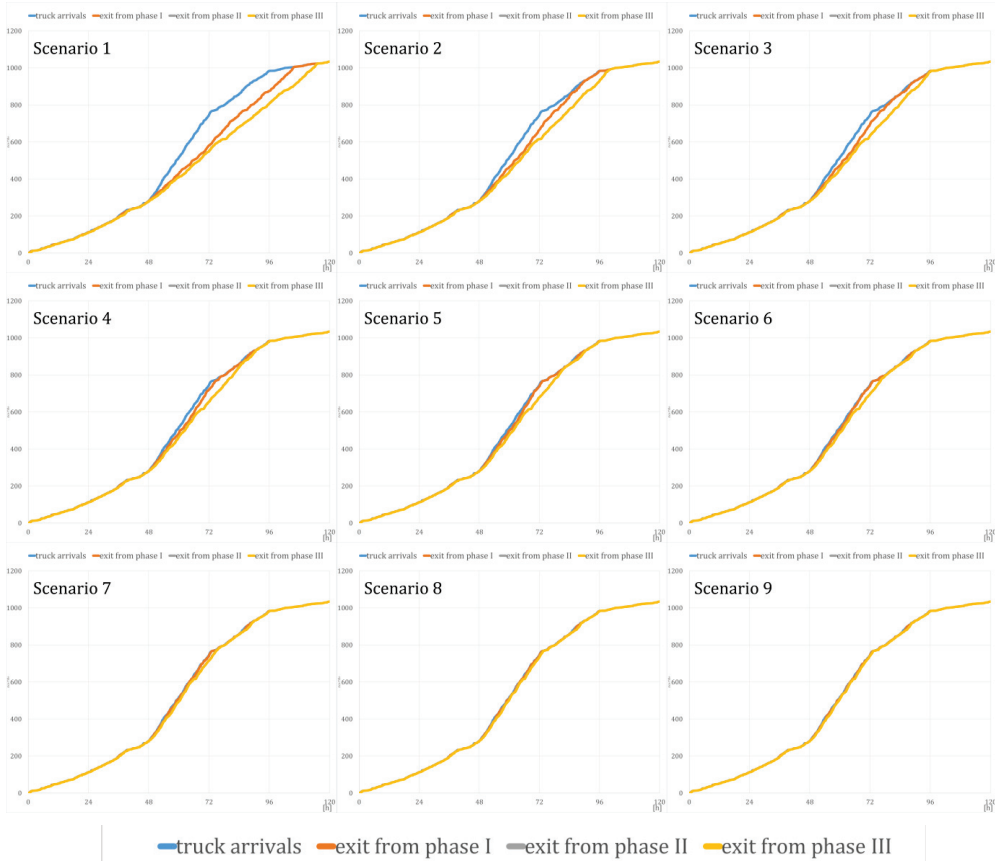 truck arrivals exit from phase I exit from phase II exit from phase III
truck arrivals exit from phase I exit from phase II exit from phase III
truck arrivals exit from phase I exit from phase II exit from phase III
1200 1200 1200
Scenario 1 Scenario 2 Scenario 3
1000 1000 1000
800 800 800
600 600 600
400 400 400
200 200 200
0 0 0
0 24 48 72 96 120 0 24 48 72 96 120 0 24 48 72 96 120
[h] [h] [h]
truck arrivals exit from phase I exit from phase II exit from phase III
truck arrivals exit from phase I exit from phase II exit from phase III
truck arrivals exit from phase I exit from phase II exit from phase III
1200 1200 1200
Scenario 4 Scenario 5 Scenario 6
1000 1000 1000
800 800 800
600 600 600
400 400 400
200 200 200
0 0 0
0 24 48 72 96 120 0 24 48 72 96 120 0 24 48 72 96 120
[h] [h] [h]
truck arrivals exit from phase I exit from phase II exit from phase III
truck arrivals exit from phase I exit from phase II exit from phase III
truck arrivals exit from phase I exit from phase II exit from phase III
1200 1200 1200
Scenario 7 Scenario 8 Scenario 9
1000 1000 1000
800 800 800
600 600 600
400 400 400
200 200 200
0 0 0
0 24 48 72 96 120 0 24 48 72 96 120 0 24 48 72 96 120
[h] [h] [h]
truck arrivals exit from phase I exit from phase II exit from phase III